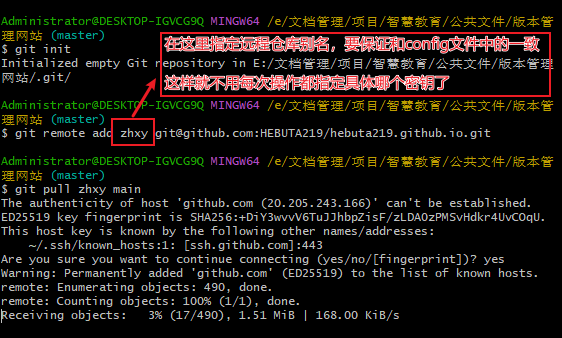 Administrator@DESKTOP-IGVCG9Q MINGW64 /e/文档管理/项目/智慧教育/公共文件/版本管
理网站 (master)
$ git init
在这里指定远程仓库别名，要保证和config文件中的一致
Initialized empty Git repository in E:/文档管理/项目/智慧教育/公共文件/版本管理
网站/.git/
这样就不用每次操作都指定具体哪个密钥了
Administrator@DESKTOP-IGVCG9Q MINGW64 /e/文档管理/项目/智慧教育/公共文件/版本管
理网站 (master)
$ git remote add zhxy git@github.com:HEBUTA219/hebuta219.github.io.git
Administrator@DESKTOP-IGVCG9Q MINGW64 /e/文档管理/项目/智慧教育/公共文件/版本管
理网站 (master)
$ git pull zhxy main
The authenticity of host 'github.com (20.205.243.166)' can't be established.
ED25519 key fingerprint is SHA256:+DiY3wvvV6TuJJhbpZisF/zLDA0zPMSvHdkr4UvCOqU.
This host key is known by the following other names/addresses:
~/.ssh/known_hosts:1: [ssh.github.com]:443
Are you sure you want to continue connecting (yes/no/[fingerprint])? yes
Warning: Permanently added 'github.com' (ED25519) to the list of known hosts.
remote: Enumerating objects: 490, done.
remote: Counting objects: 100% (1/1), done.
Receiving objects:   3% (17/490), 1.51 MiB | 168.00 KiB/s